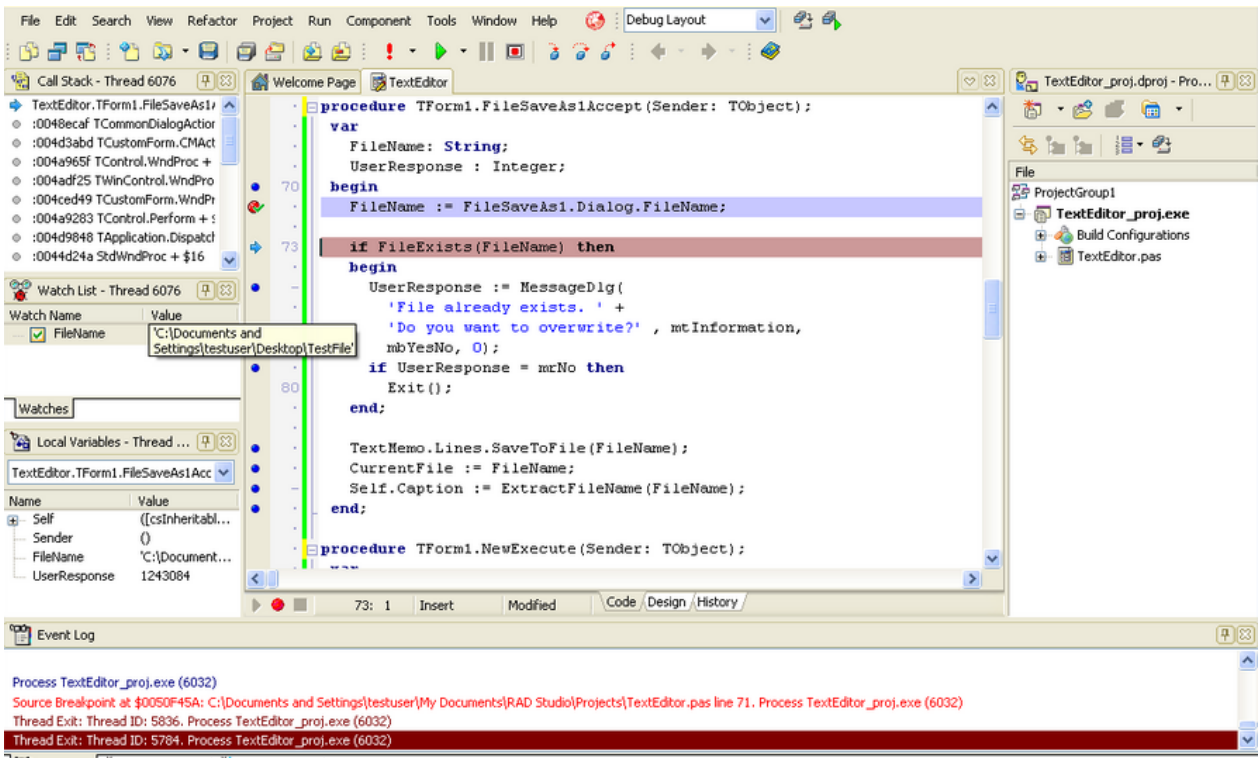 File Edit Search View Refactor Project Run Component Tools Window Help Debug Layout
Call Stack - Thread 6076
TextEditor.TForm1.FileSaveAs1
:0048ecaf TCommonDialogAction
:004d3abd TCustomForm.CMAct
:004a965f TControl.WndProc +
:004adf25 TWinControl.WndPro
:004ced49 TCustomForm.WndPr
:004a9283 TControl.Perform +
:004d9848 TApplication.Dispatch
:0044d24a StdWndProc + $16
Watch List - Thread 6076
Watch Name Value
FileName
'C:\Documents and
Settings\testuser\Desktop\TestFile'
Watches
Local Variables - Thread ...
TextEditor.TForm1.FileSaveAs1Acc
Name Value
Self ([csInheritabl...
Sender ()
FileName 'C:\Document...
UserResponse 1243084
Welcome Page TextEditor
procedure TForm1.FileSaveAs1Accept(Sender: TObject);
var
FileName: String;
UserResponse : Integer;
70 begin
FileName := FileSaveAs1.Dialog.FileName;
73 if FileExists(FileName) then
begin
UserResponse := MessageDlg(
'File already exists. ' +
'Do you want to overwrite?' , mtInformation,
mbYesNo, 0);
if UserResponse = mrNo then
80 Exit();
end;
TextMemo.Lines.SaveToFile(FileName);
CurrentFile := FileName;
Self.Caption := ExtractFileName(FileName);
end;
procedure TForm1.NewExecute(Sender: TObject);
73: 1 Insert Modified Code Design History
TextEditor_proj.dproj - Pro...
File
ProjectGroup1
TextEditor_proj.exe
Build Configurations
TextEditor.pas
Event Log
Process TextEditor_proj.exe (6032)
Source Breakpoint at $0050F45A: C:\Documents and Settings\testuser\My Documents\RAD Studio\Projects\TextEditor.pas line 71. Process TextEditor_proj.exe (6032)
Thread Exit: Thread ID: 5836. Process TextEditor_proj.exe (6032)
Thread Exit: Thread ID: 5784. Process TextEditor_proj.exe (6032)